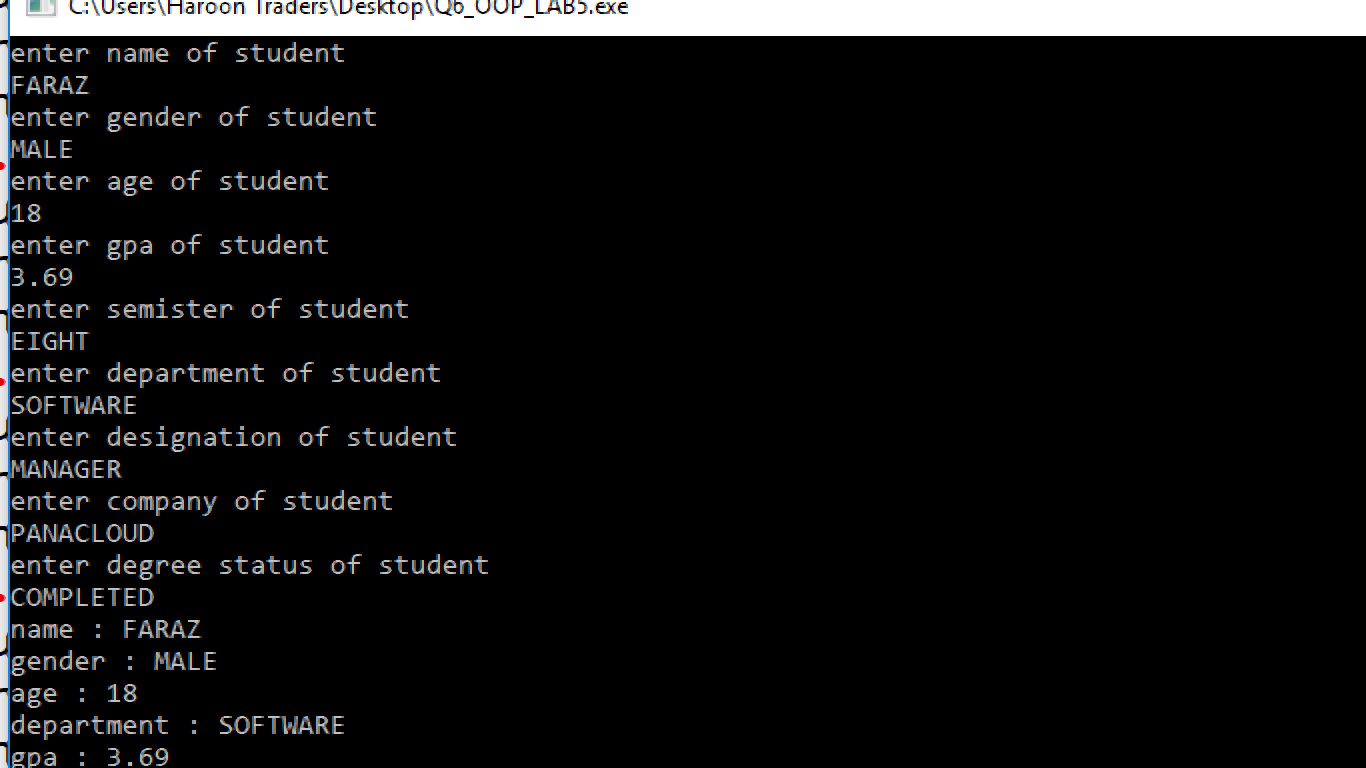 C:\Users\Haroon Traders\Desktop\Q6_OOP_LAB5.exe
enter name of student
FARAZ
enter gender of student
MALE
enter age of student
18
enter gpa of student
3.69
enter semister of student
EIGHT
enter department of student
SOFTWARE
enter designation of student
MANAGER
enter company of student
PANACLOUD
enter degree status of student
COMPLETED
name : FARAZ
gender : MALE
age : 18
department : SOFTWARE
gpa : 3.69